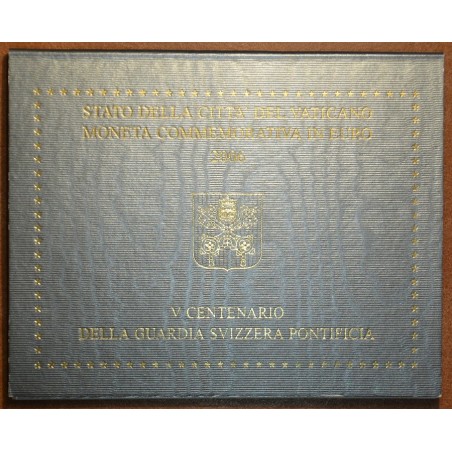 STATO DELLA CITTÀ DEL VATICANO
MONETA COMMEMORATIVA IN EURO
2006
V CENTENARIO
DELLA GUARDIA SVIZZERA PONTIFICIA